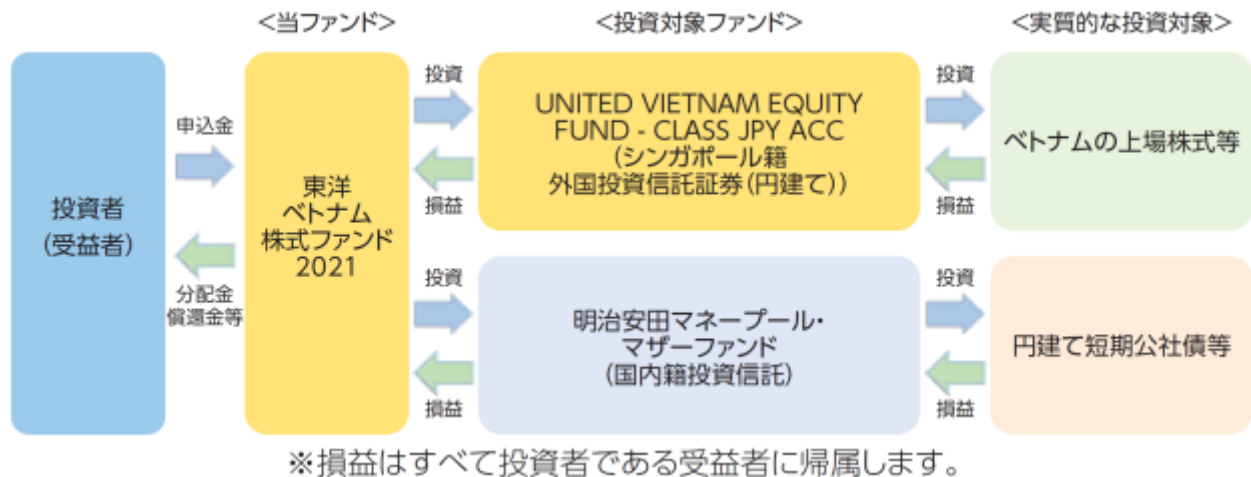 <当ファンド>
<投資対象ファンド>
<実質的な投資対象>
投資者
(受益者)
申込金
分配金
償還金等
東洋
ベトナム
株式ファンド
2021
投資
損益
UNITED VIETNAM EQUITY
FUND - CLASS JPY ACC
(シンガポール籍
外国投資信託証券(円建て))
投資
損益
ベトナムの上場株式等
投資
損益
明治安田マネープール・
マザーファンド
(国内籍投資信託)
投資
損益
円建て短期公社債等
※損益はすべて投資者である受益者に帰属します。